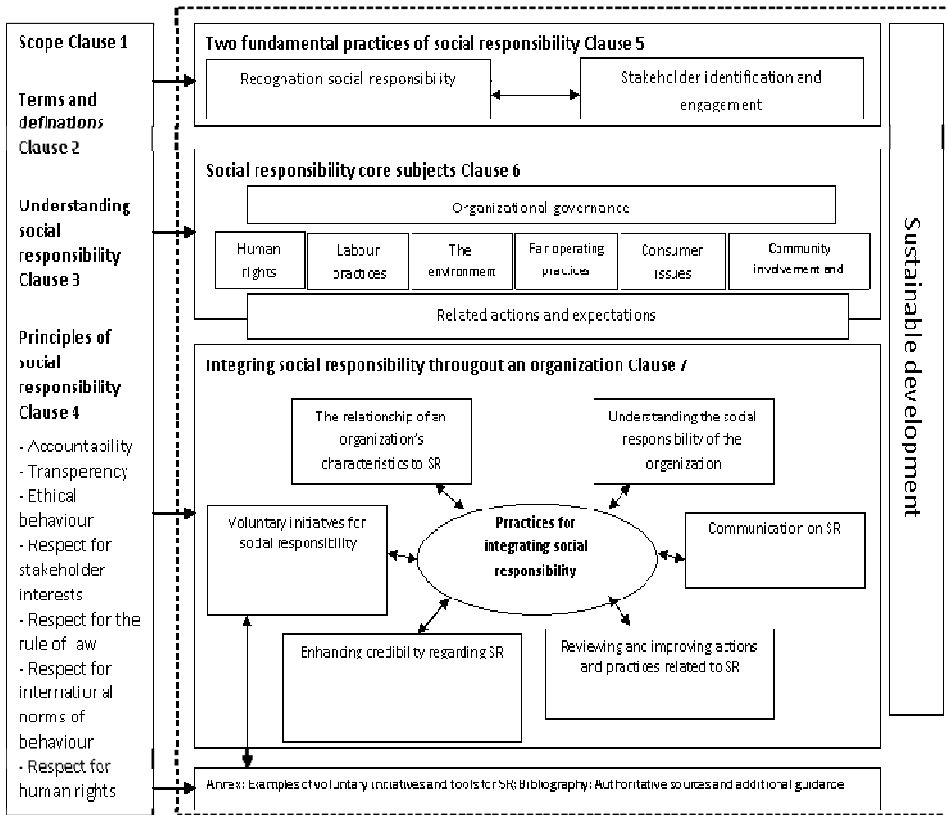 Scope Clause 1
Terms and
definations
Clause 2
Understanding
social
responsibility
Clause 3
Principles of
social
responsibility
Clause 4
- Accountability
- Transperency
- Ethical
behaviour
- Respect for
stakeholder
interests
- Respect for the
rule of law
- Respect for
internatiural
norms of
behaviour
- Respect for
human rights
Two fundamental practices of social responsibility Clause 5
Recognation social responsibility
Stakeholder identification and
engagement
Social responsibility core subjects Clause 6
Organizational governance
Human
rights
Labour
practices
The
environment
Fair operating
practices
Consumer
issues
Community
involvement and
Related actions and expectations
Integring social responsibility througout an organization Clause 7
The relationship of an
organization's
characteristics to SR
Understanding the social
responsibility of the
organization
Voluntary initiatives for
social responsibility
Prractices for
integrating social
responsibility
Communication on SR
Enhancing credibility regarding SR
Reviewing and improving actions
and practices related to SR
Annex: Examples of voluntary initiatives and tools for SR; Bibliography: Authoritative sources and additional guidance
Sustainable development